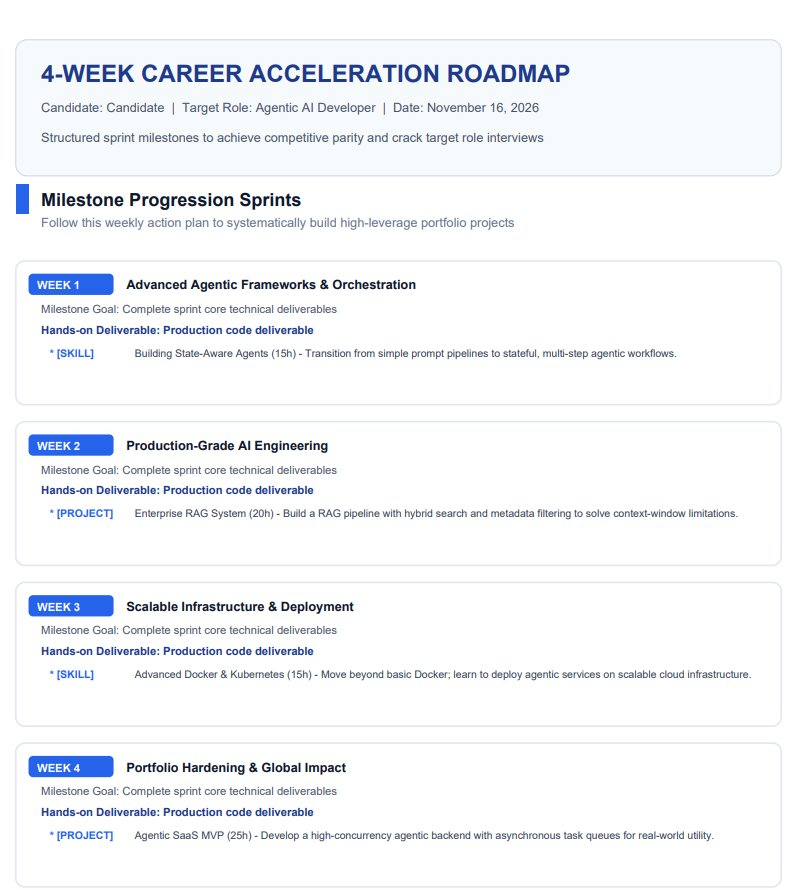 4-WEEK CAREER ACCELERATION ROADMAP
Candidate: Candidate | Target Role: Agentic AI Developer | Date: November 16, 2026
Structured sprint milestones to achieve competitive parity and crack target role interviews
Milestone Progression Sprints
Follow this weekly action plan to systematically build high-leverage portfolio projects
WEEK 1 Advanced Agentic Frameworks & Orchestration
Milestone Goal: Complete sprint core technical deliverables
Hands-on Deliverable: Production code deliverable
* [SKILL] Building State-Aware Agents (15h) - Transition from simple prompt pipelines to stateful, multi-step agentic workflows.
WEEK 2 Production-Grade AI Engineering
Milestone Goal: Complete sprint core technical deliverables
Hands-on Deliverable: Production code deliverable
* [PROJECT] Enterprise RAG System (20h) - Build a RAG pipeline with hybrid search and metadata filtering to solve context-window limitations.
WEEK 3 Scalable Infrastructure & Deployment
Milestone Goal: Complete sprint core technical deliverables
Hands-on Deliverable: Production code deliverable
* [SKILL] Advanced Docker & Kubernetes (15h) - Move beyond basic Docker; learn to deploy agentic services on scalable cloud infrastructure.
WEEK 4 Portfolio Hardening & Global Impact
Milestone Goal: Complete sprint core technical deliverables
Hands-on Deliverable: Production code deliverable
* [PROJECT] Agentic SaaS MVP (25h) - Develop a high-concurrency agentic backend with asynchronous task queues for real-world utility.